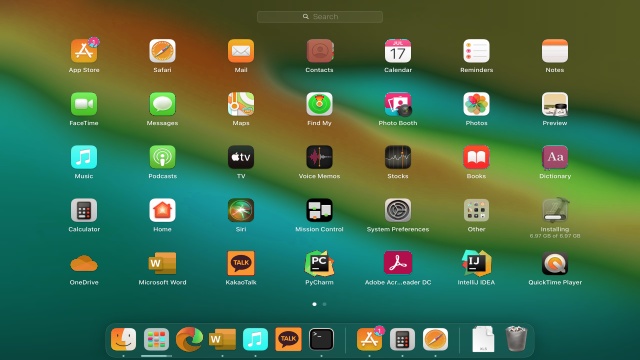 Search
App Store
Safari
Mail
Contacts
JUL
17
Calendar
Reminders
Notes
FaceTime
Messages
Maps
Find My
Photo Booth
Photos
Preview
Music
Podcasts
tv
TV
Voice Memos
Stocks
Books
Aa
Dictionary
Calculator
Home
Siri
Mission Control
System Preferences
Other
Installing
6.97 GB of 6.97 GB
OneDrive
W
Microsoft Word
TALK
KakaoTalk
PC
PyCharm
Adobe Acr...eader DC
IJ
IntelliJ IDEA
QuickTime Player
W
TALK